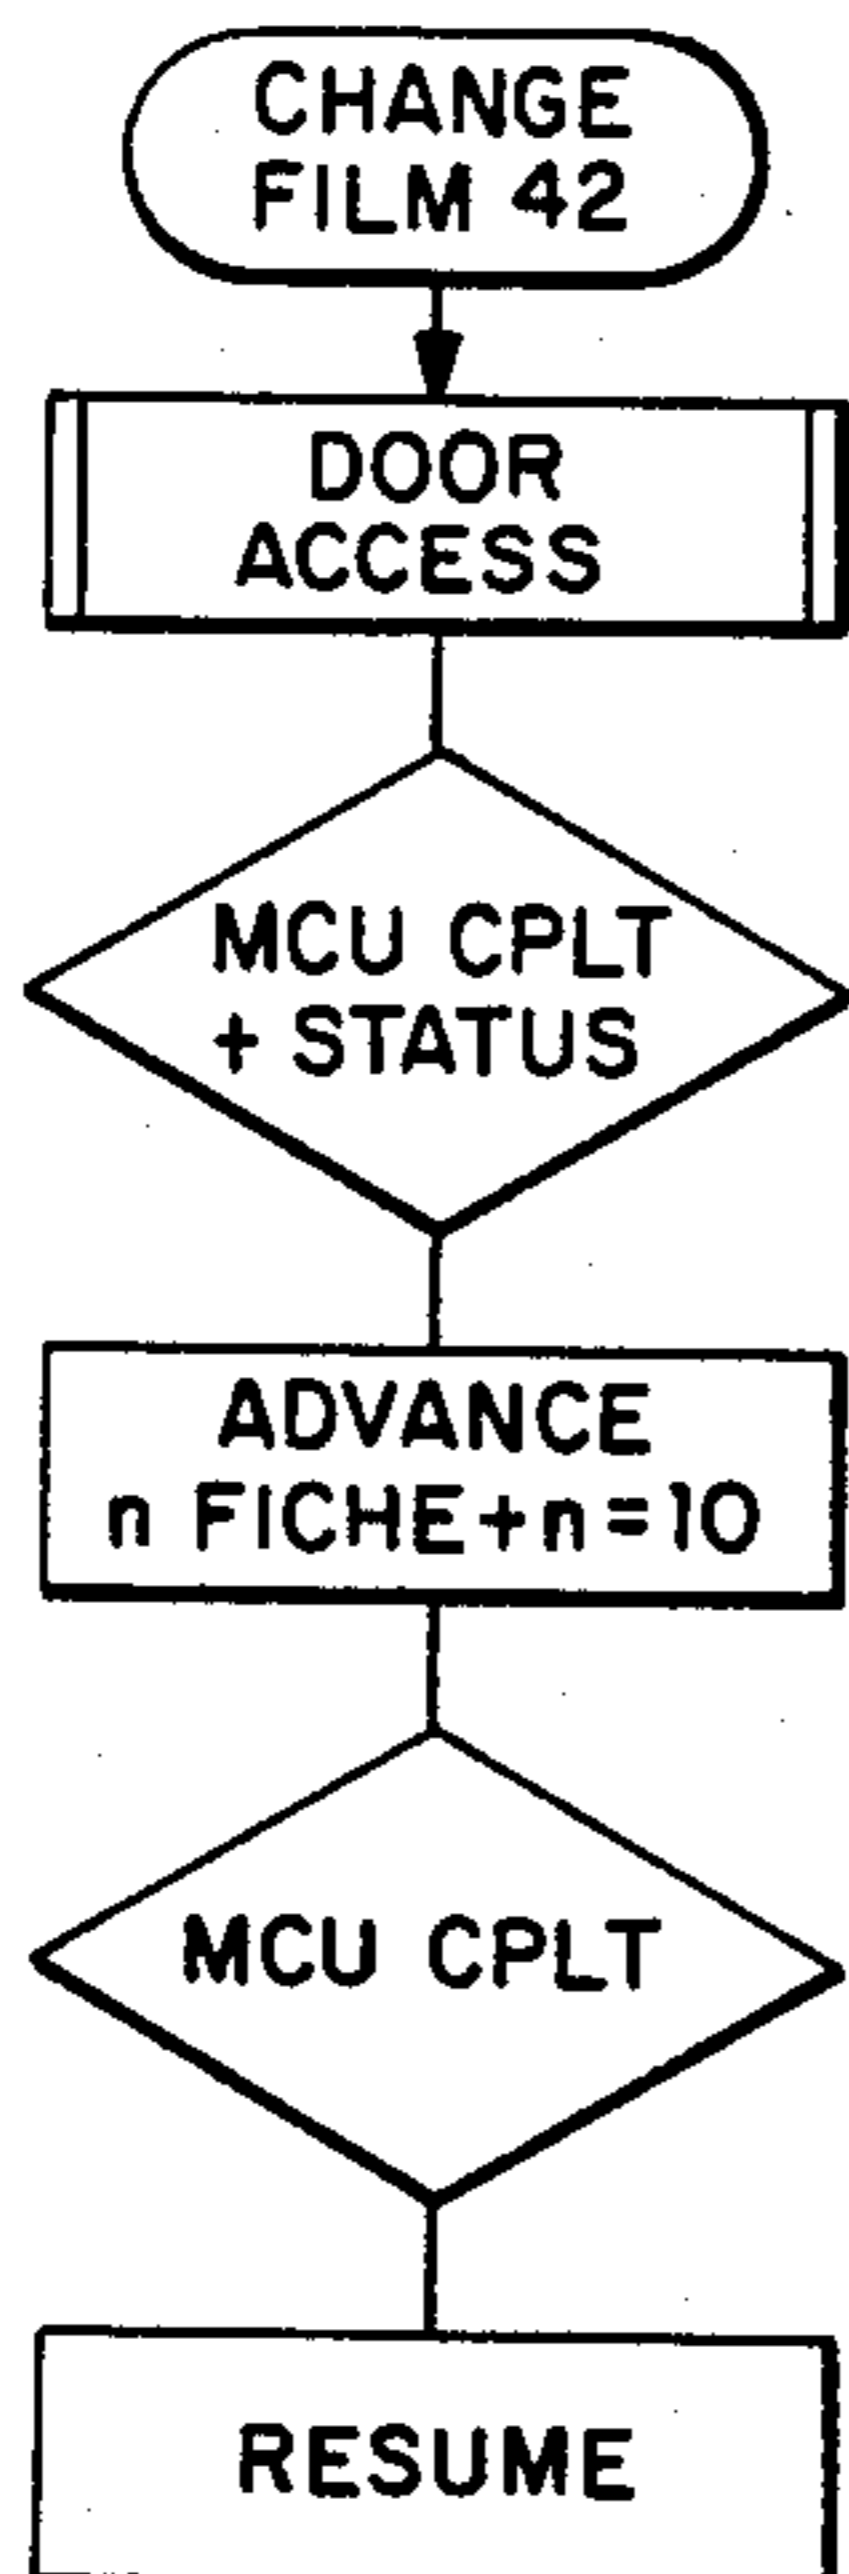 CHANGE
FILM 42
DOOR
ACCESS
MCU CPLT
+ STATUS
ADVANCE
n FICHE+n=10
MCU CPLT
RESUME